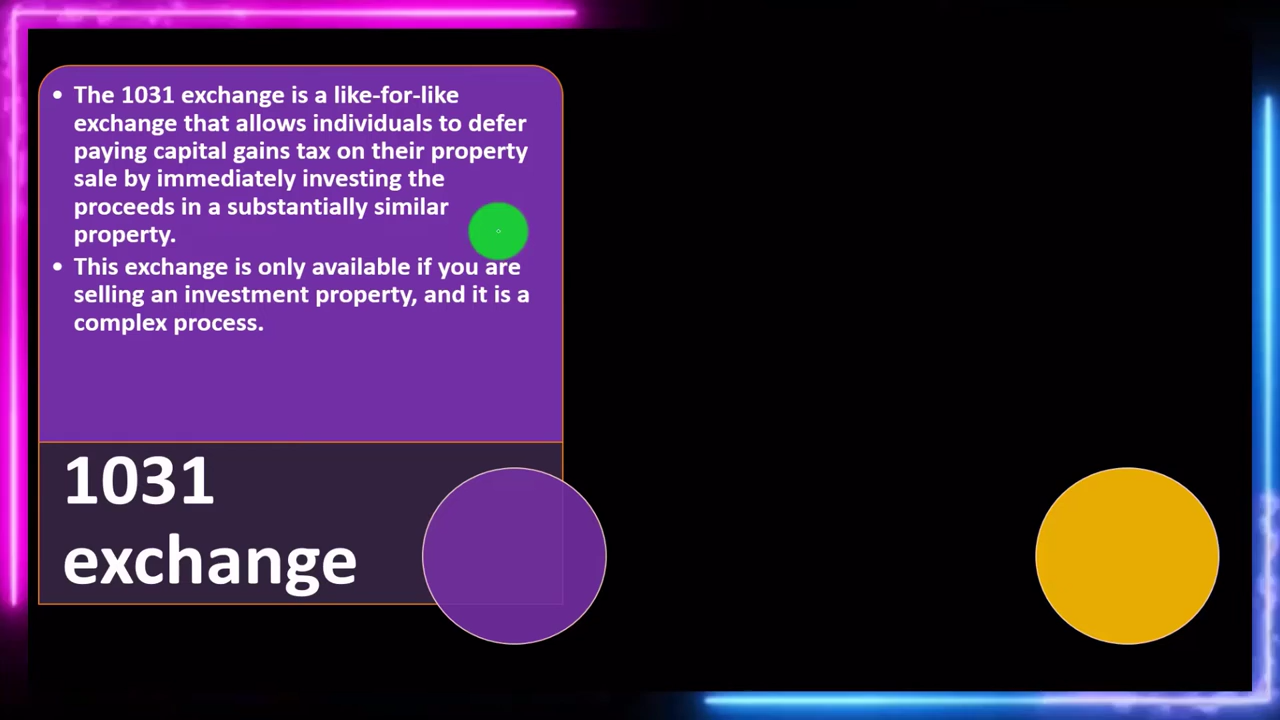 • The 1031 exchange is a like-for-like
exchange that allows individuals to defer
paying capital gains tax on their property
sale by immediately investing the
proceeds in a substantially similar
property.
• This exchange is only available if you are
selling an investment property, and it is a
complex process.
1031
exchange